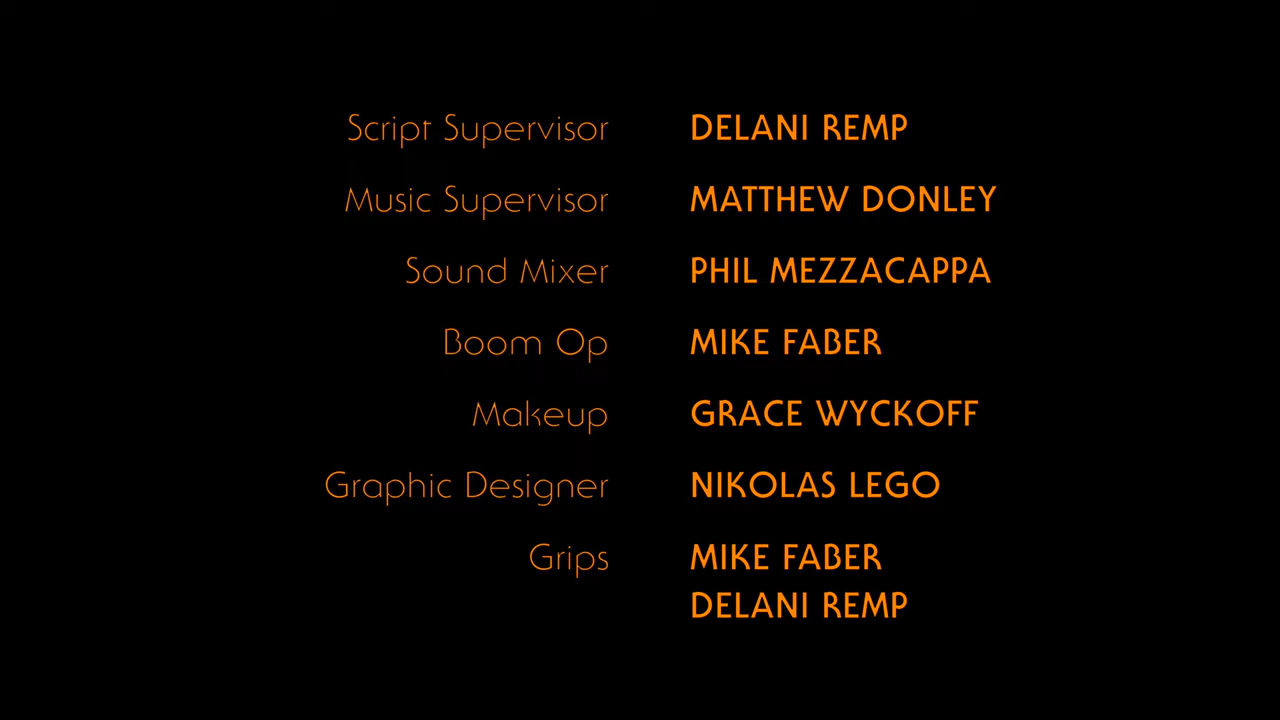 Script Supervisor DELANI REMP
Music Supervisor MATTHEW DONLEY
Sound Mixer PHIL MEZZACAPPA
Boom Op MIKE FABER
Makeup GRACE WYCKOFF
Graphic Designer NIKOLAS LEGO
Grips MIKE FABER
DELANI REMP